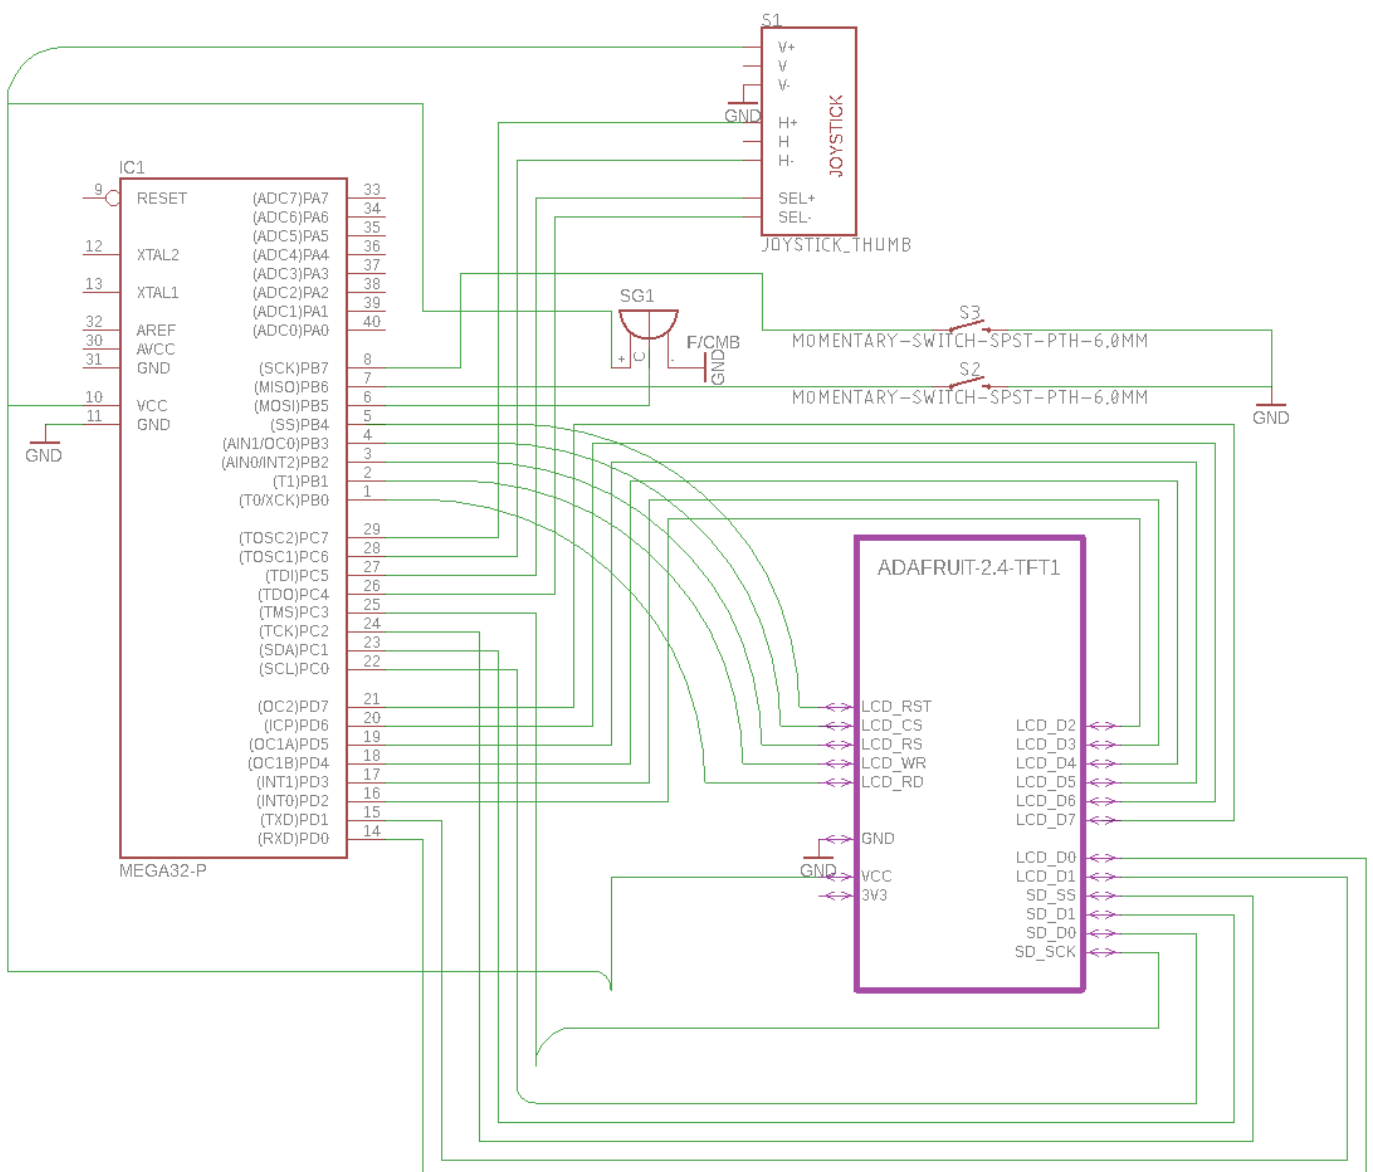 S1
V+
V
V-
GND
H+
H
H-
SEL+
SEL-
JOYSTICK
JOYSTICK_THUMB
IC1
9 RESET (ADC7)PA7 33
(ADC6)PA6 34
(ADC5)PA5 35
12 XTAL2 (ADC4)PA4 36
(ADC3)PA3 37
13 XTAL1 (ADC2)PA2 38
(ADC1)PA1 39
32 AREF (ADC0)PA0 40
30 AVCC
31 GND (SCK)PB7 8
(MISO)PB6 7
10 VCC (MOSI)PB5 6
11 GND (SS)PB4 5
GND
(AIN1/OC0)PB3 4
(AIN0/INT2)PB2 3
(T1)PB1 2
(T0/XCK)PB0 1
(TOSC2)PC7 29
(TOSC1)PC6 28
(TDI)PC5 27
(TDO)PC4 26
(TMS)PC3 25
(TCK)PC2 24
(SDA)PC1 23
(SCL)PC0 22
(OC2)PD7 21
(ICP)PD6 20
(OC1A)PD5 19
(OC1B)PD4 18
(INT1)PD3 17
(INT0)PD2 16
(TXD)PD1 15
(RXD)PD0 14
MEGA32-P
SG1
F/CMB
+ C -
GND
S3
MOMENTARY-SWITCH-SPST-PTH-6.0MM
S2
MOMENTARY-SWITCH-SPST-PTH-6.0MM
GND
ADAFRUIT-2.4-TFT1
LCD_RST
LCD_CS LCD_D2
LCD_RS LCD_D3
LCD_WR LCD_D4
LCD_RD LCD_D5
LCD_D6
LCD_D7
GND
GND
LCD_D0
VCC LCD_D1
3V3 SD_SS
SD_D1
SD_D0
SD_SCK